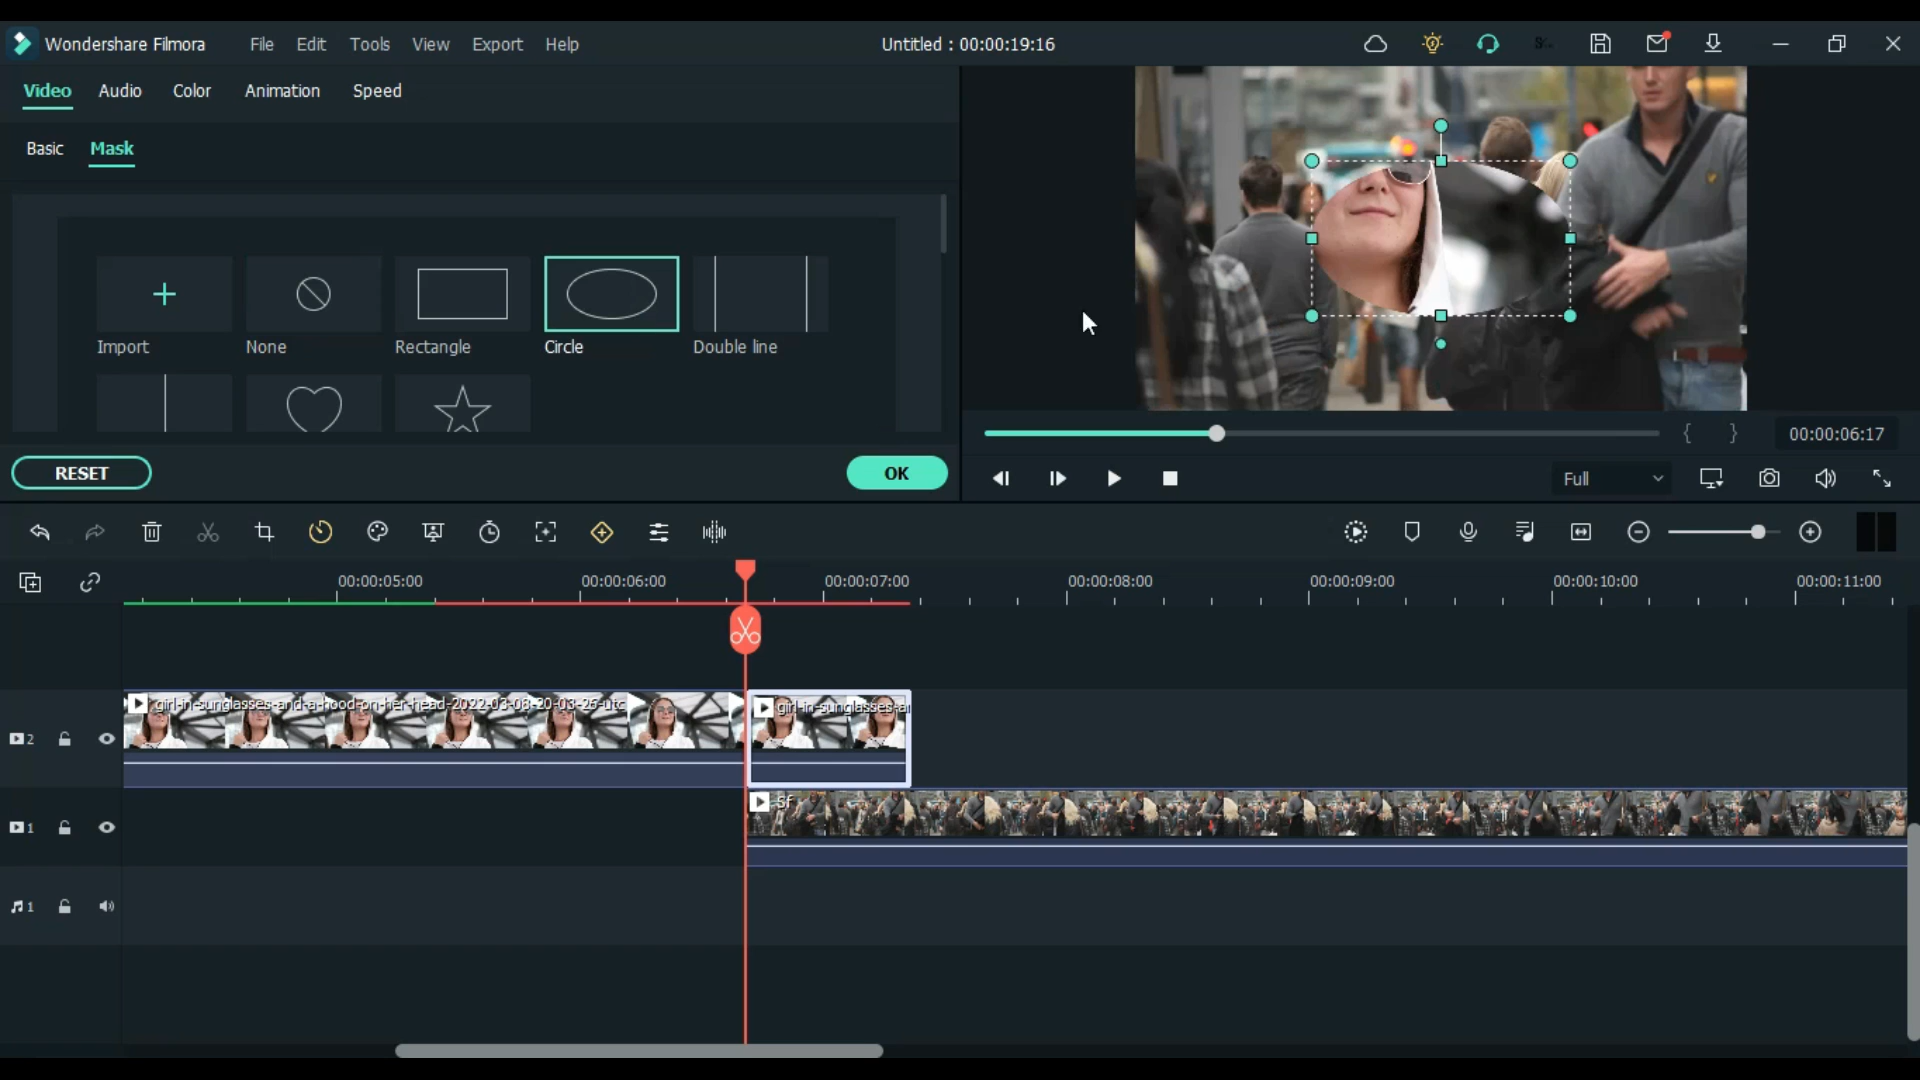 Wondershare Filmora File Edit Tools View Export Help Untitled : 00:00:19:16
Video Audio Color Animation Speed
Basic Mask
Import None Rectangle Circle Double line
RESET OK
00:00:06:17
Full
00:00:05:00 00:00:06:00 00:00:07:00 00:00:08:00 00:00:09:00 00:00:10:00 00:00:11:00
girl-in-sunglasses-and-a-hood-on-her-head-2022-03-08-20-03-25-utc
girl-in-sunglasses-a
2
Sf
1
1